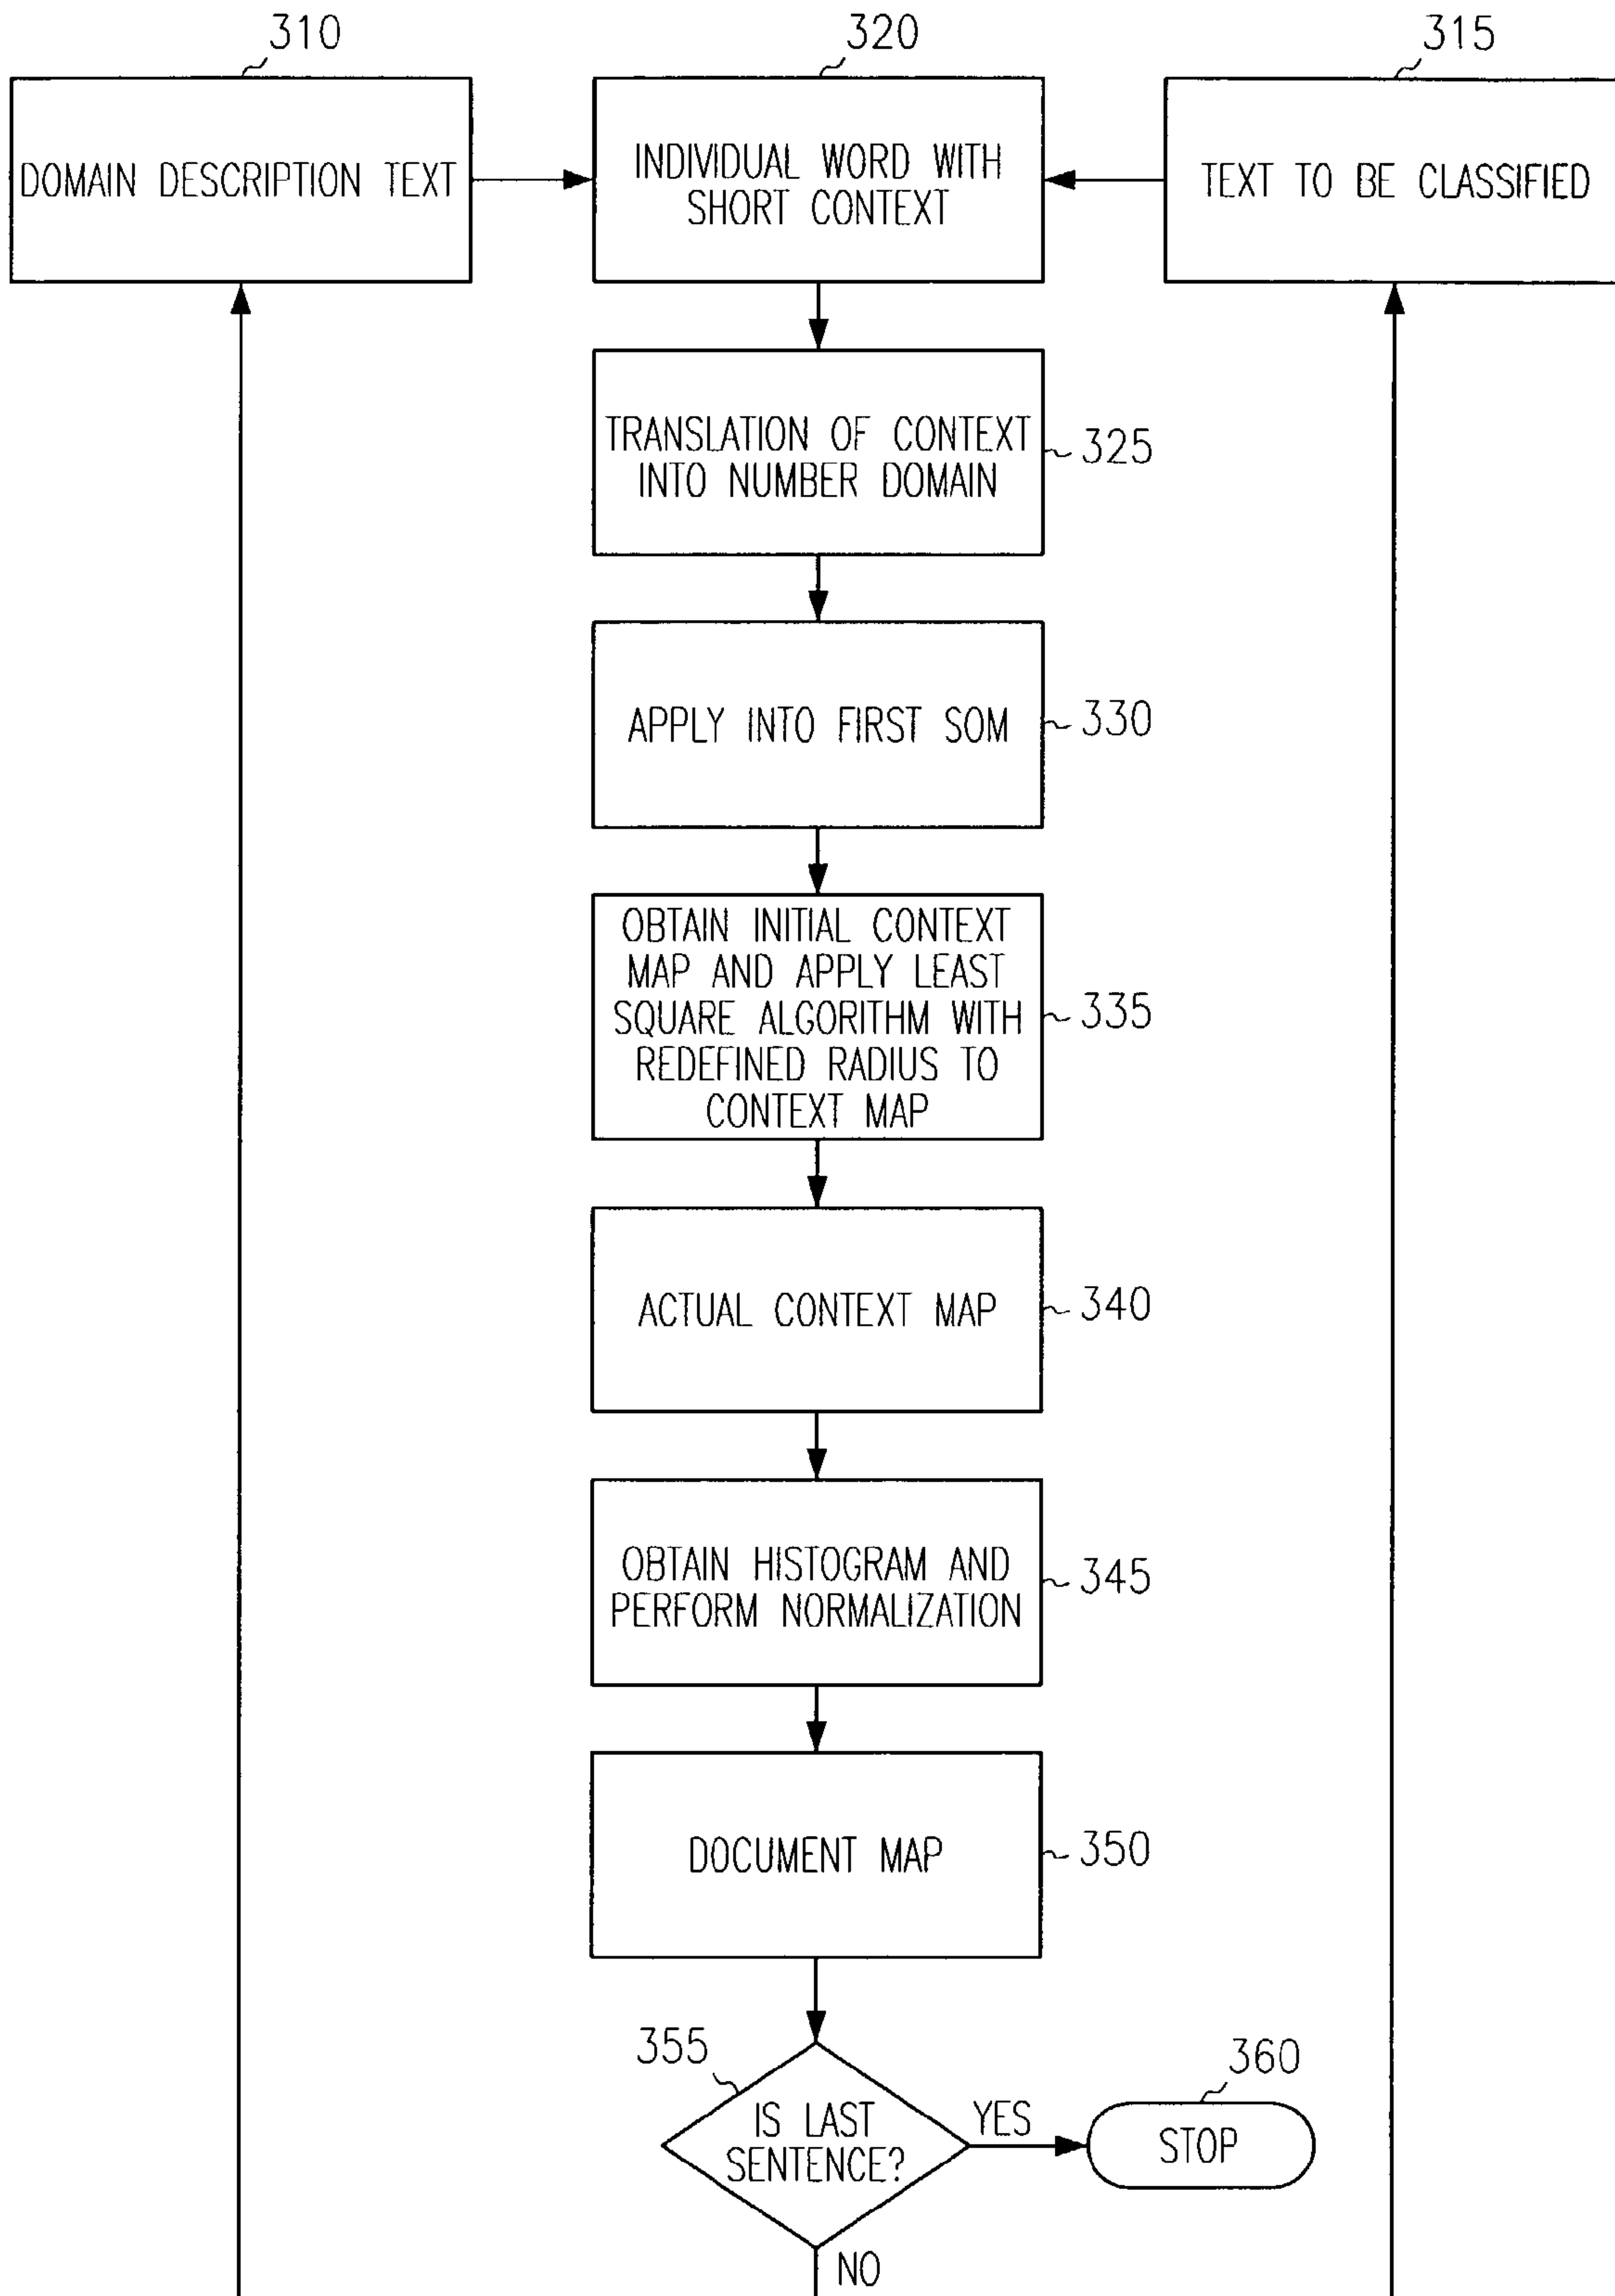 310
320
315
DOMAIN DESCRIPTION TEXT
INDIVIDUAL WORD WITH
SHORT CONTEXT
TEXT TO BE CLASSIFIED
TRANSLATION OF CONTEXT
INTO NUMBER DOMAIN
325
APPLY INTO FIRST SOM
330
OBTAIN INITIAL CONTEXT
MAP AND APPLY LEAST
SQUARE ALGORITHM WITH
REDEFINED RADIUS TO
CONTEXT MAP
335
ACTUAL CONTEXT MAP
340
OBTAIN HISTOGRAM AND
PERFORM NORMALIZATION
345
DOCUMENT MAP
350
355
IS LAST
SENTENCE?
YES
360
STOP
NO